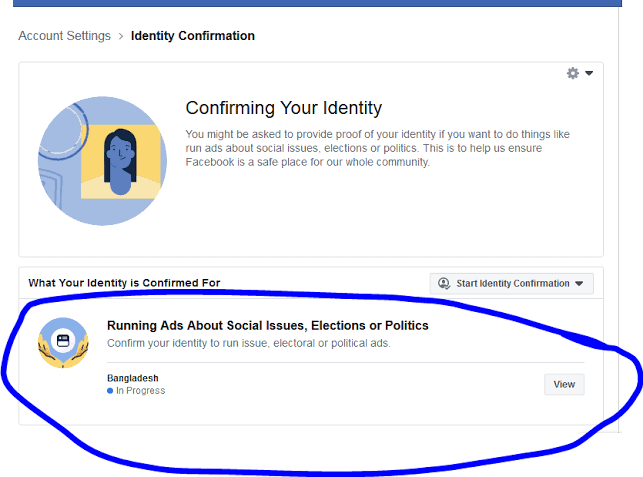 Account Settings > Identity Confirmation
Confirming Your Identity
You might be asked to provide proof of your identity if you want to do things like
run ads about social issues, elections or politics. This is to help us ensure
Facebook is a safe place for our whole community.
What Your Identity is Confirmed For
Start Identity Confirmation
Running Ads About Social Issues, Elections or Politics
Confirm your identity to run issue, electoral or political ads.
Bangladesh
In Progress
View